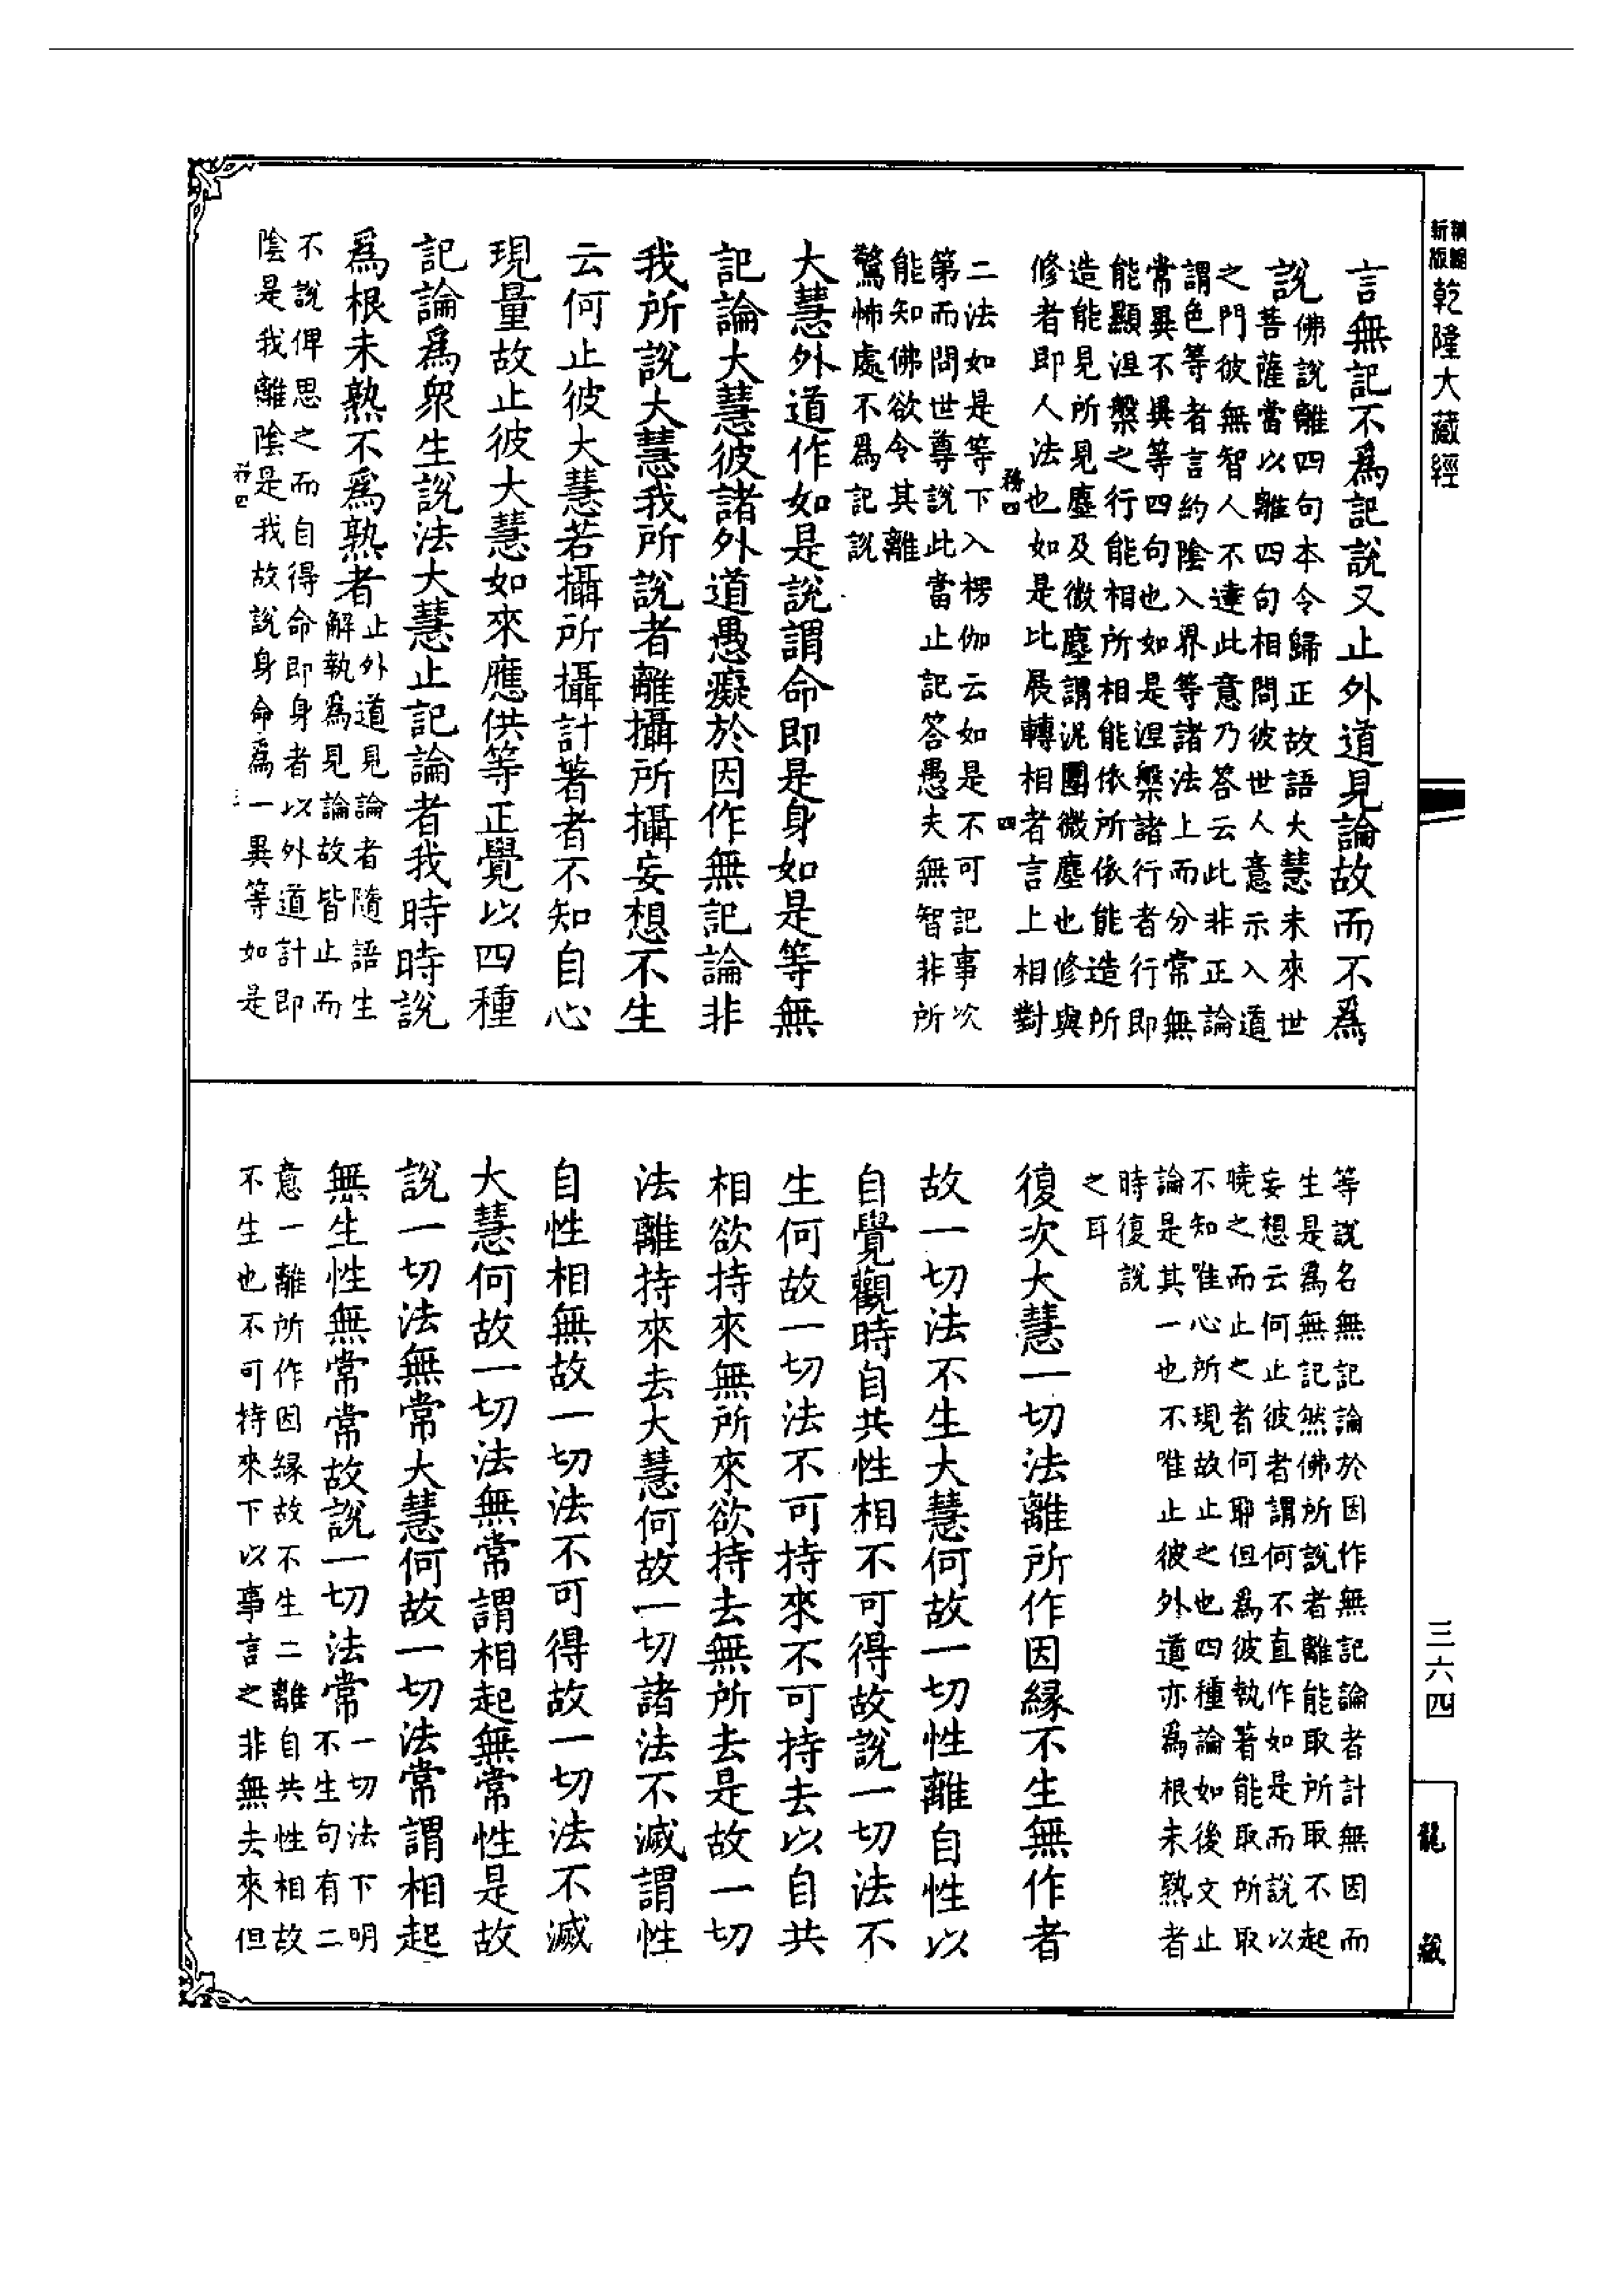 精編
新版
乾隆大藏經
言無記不爲記說又止外道見論故而不爲
說佛說離四句本令歸正故語大慧未來世
菩薩當以離四句相問彼世人意示入道
之門彼無智人不達此意乃答云此非正論
謂色等者言約陰入界等諸法上而分常無
常異不異等四句也如是涅槃諸行者行即
能顯涅槃之行能相所相能依所依能造所
造能見所見塵及微塵謂泥團微塵也修與
修者即人法也如是比展轉相者言上相對
務四
四
二法如是等下入楞伽云如是不可記事次
第而問世尊說此當止記答愚夫無智非所
能知佛欲令其離
驚怖處不爲記說
大慧外道作如是說謂命即是身如是等無
記論大慧彼諸外道愚癡於因作無記論非
我所說大慧我所說者離攝所攝妄想不生
云何止彼大慧若攝所攝計著者不知自心
現量故止彼大慧如來應供等正覺以四種
記論爲眾生說法大慧止記論者我時時說
爲根未熟不爲熟者止外道見論者隨語生
解執爲見論故皆止而
不說俾思之而自得命即身者以外道計即
陰是我離陰是我故說身命爲一異等如是
等說名無記論於因作無記論者計無因而
生是爲無記然佛所說者離能取所取不起
妄想云何止彼者謂何不直作如是而說以
曉之而止之者何耶但爲彼執著能取所取
不知唯心所現故止之也四種論如後文止
論是其一也不唯止彼外道亦爲根未熟者
時復說
之耳
復次大慧一切法離所作因緣不生無作者
故一切法不生大慧何故一切性離自性以
自覺觀時自共性相不可得故說一切法不
生何故一切法不可持來不可持去以自共
相欲持來無所來欲持去無所去是故一切
法離持來去大慧何故一切諸法不滅謂性
自性相無故一切法不可得故一切法不滅
大慧何故一切法無常謂相起無常性是故
說一切法無常大慧何故一切法常謂相起
無生性無常常故說一切法常一切法下明
不生句有二
意一離所作因緣故不生二離自共性相故
不生也不可持來下以事言之非無去來但
三六四
龍藏